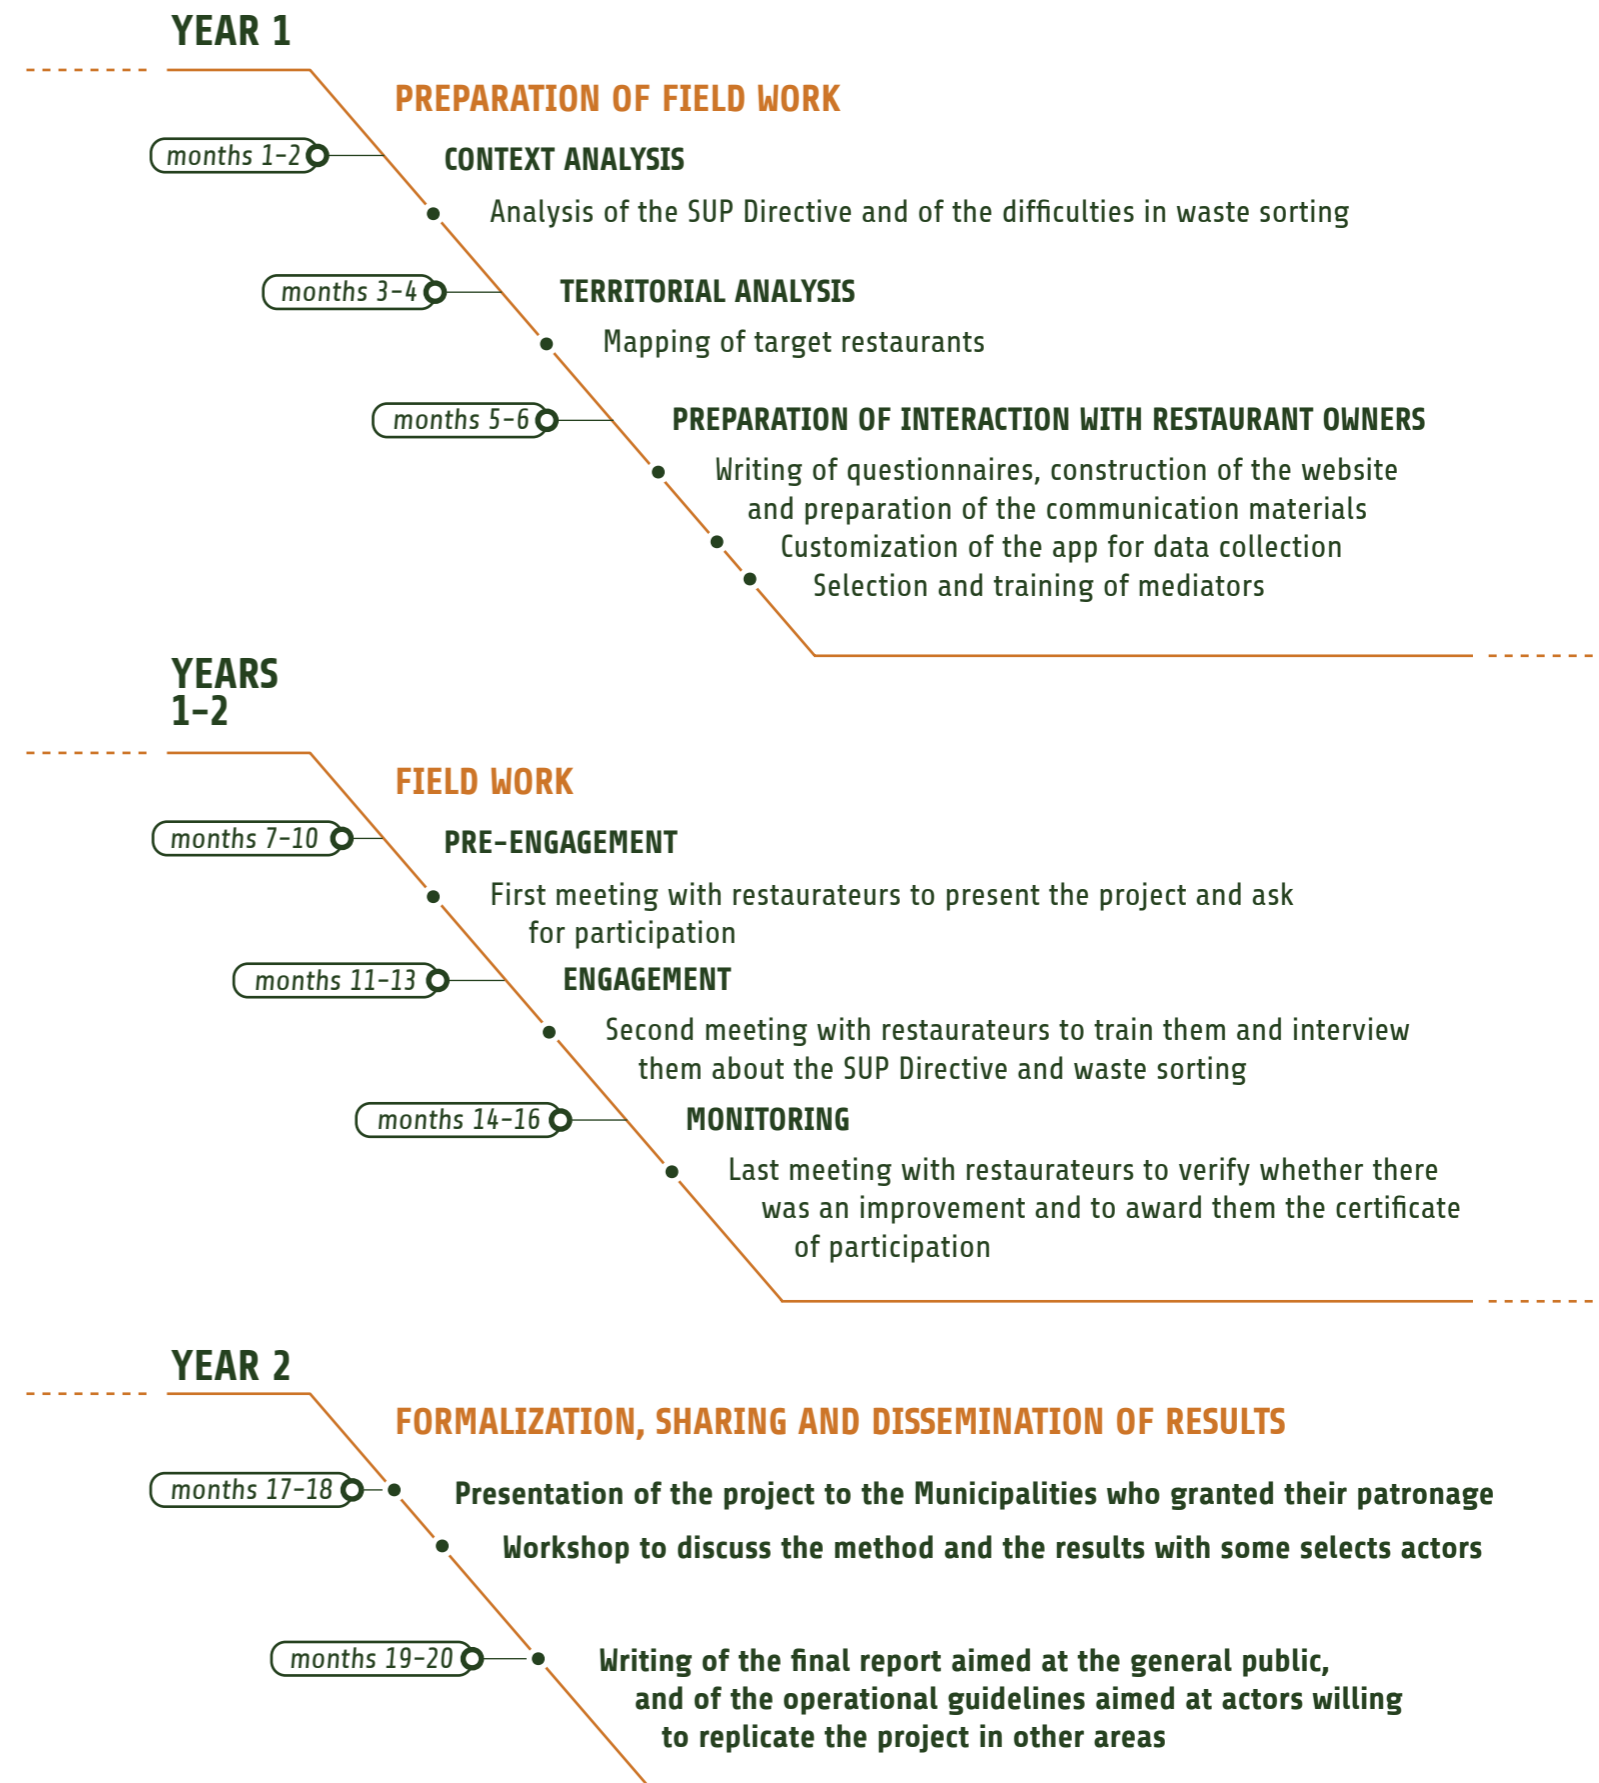 YEAR 1
PREPARATION OF FIELD WORK
months 1-2
CONTEXT ANALYSIS
Analysis of the SUP Directive and of the difficulties in waste sorting
months 3-4
TERRITORIAL ANALYSIS
Mapping of target restaurants
months 5-6
PREPARATION OF INTERACTION WITH RESTAURANT OWNERS
Writing of questionnaires, construction of the website
and preparation of the communication materials
Customization of the app for data collection
Selection and training of mediators
YEARS
1-2
FIELD WORK
months 7-10
PRE-ENGAGEMENT
First meeting with restaurateurs to present the project and ask
for participation
months 11-13
ENGAGEMENT
Second meeting with restaurateurs to train them and interview
them about the SUP Directive and waste sorting
months 14-16
MONITORING
Last meeting with restaurateurs to verify whether there
was an improvement and to award them the certificate
of participation
YEAR 2
FORMALIZATION, SHARING AND DISSEMINATION OF RESULTS
months 17-18
Presentation of the project to the Municipalities who granted their patronage
Workshop to discuss the method and the results with some selects actors
months 19-20
Writing of the final report aimed at the general public,
and of the operational guidelines aimed at actors willing
to replicate the project in other areas